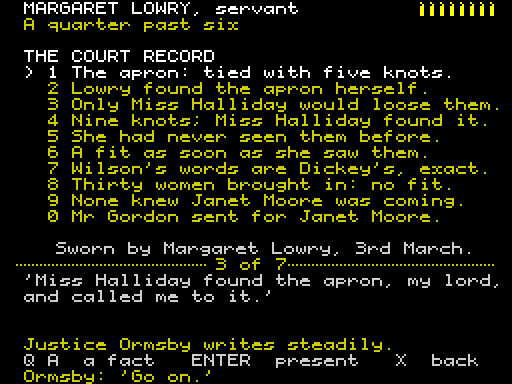 MARGARET LOWRY, servant
A quarter past six
THE COURT RECORD
> 1 The apron: tied with five knots.
2 Lowry found the apron herself.
3 Only Miss Halliday would loose them.
4 Nine knots; Miss Halliday found it.
5 She had never seen them before.
6 A fit as soon as she saw them.
7 Wilson's words are Dickey's, exact.
8 Thirty women brought in: no fit.
9 None knew Janet Moore was coming.
0 Mr Gordon sent for Janet Moore.
Sworn by Margaret Lowry, 3rd March.
3 of 7
'Miss Halliday found the apron, my lord,
and called me to it.'
Justice Ormsby writes steadily.
Q A a fact ENTER present X back
Ormsby: 'Go on.'